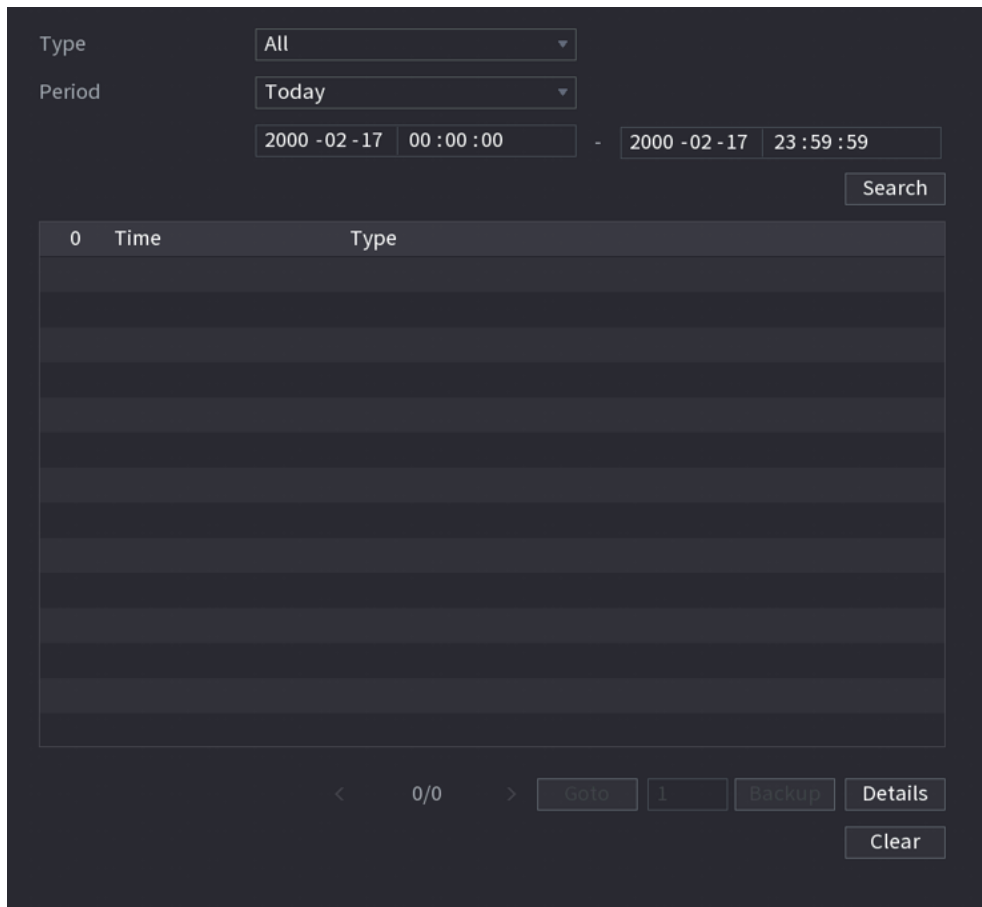 Type All
Period Today
2000 -02 -17 00 : 00 : 00 - 2000 -02 -17 23 : 59 : 59
Search
0 Time Type
< 0/0 > Goto 1 Backup Details
Clear